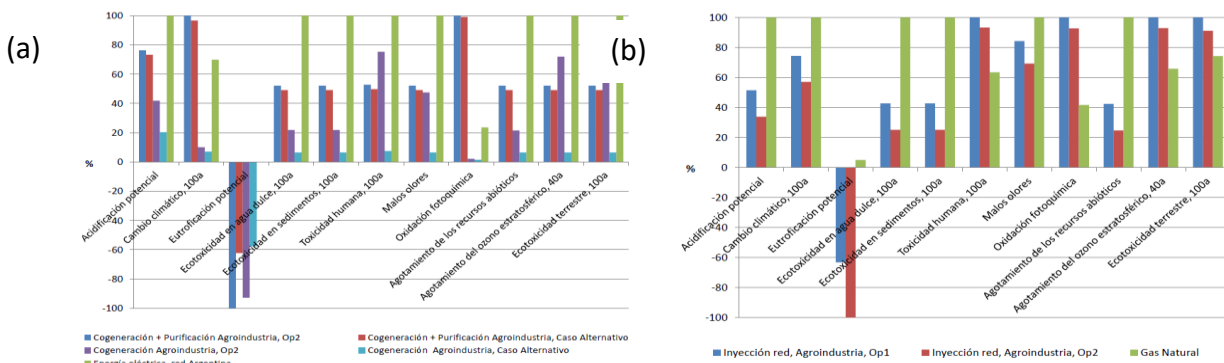 (a)
100
80
60
40
20
0
-20
-40
-60
-80
-100
%
Acidificación potencial
Cambio climático, 100a
Eutroficación potencial
Ecotoxicidad en agua dulce, 100a
Ecotoxicidad en sedimentos, 100a
Toxicidad humana, 100a
Malos olores
Oxidación fotoquímica
Agotamiento de los recursos abióticos
Agotamiento del ozono estratosférico, 40a
Ecotoxicidad terrestre, 100a
Cogeneración + Purificación Agroindustria, Op2
Cogeneración + Purificación Agroindustria, Caso Alternativo
Cogeneración Agroindustria, Op2
Cogeneración Agroindustria, Caso Alternativo
Energía eléctrica, red Argentina
(b)
100
80
60
40
20
0
-20
-40
-60
-80
-100
%
Acidificación potencial
Cambio climático, 100a
Eutroficación potencial
Ecotoxicidad en agua dulce, 100a
Ecotoxicidad en sedimentos, 100a
Toxicidad humana, 100a
Malos olores
Oxidación fotoquímica
Agotamiento de los recursos abióticos
Agotamiento del ozono estratosférico, 40a
Ecotoxicidad terrestre, 100a
Inyección red, Agroindustria, Op1
Inyección red, Agroindustria, Op2
Gas Natural